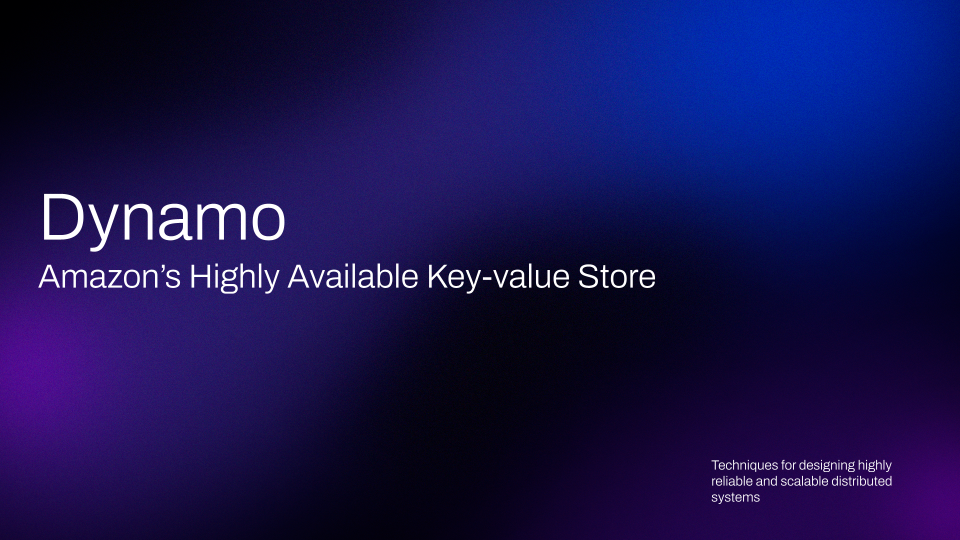 Dynamo
Amazon’s Highly Available Key-value Store
Techniques for designing highly
reliable and scalable distributed
systems